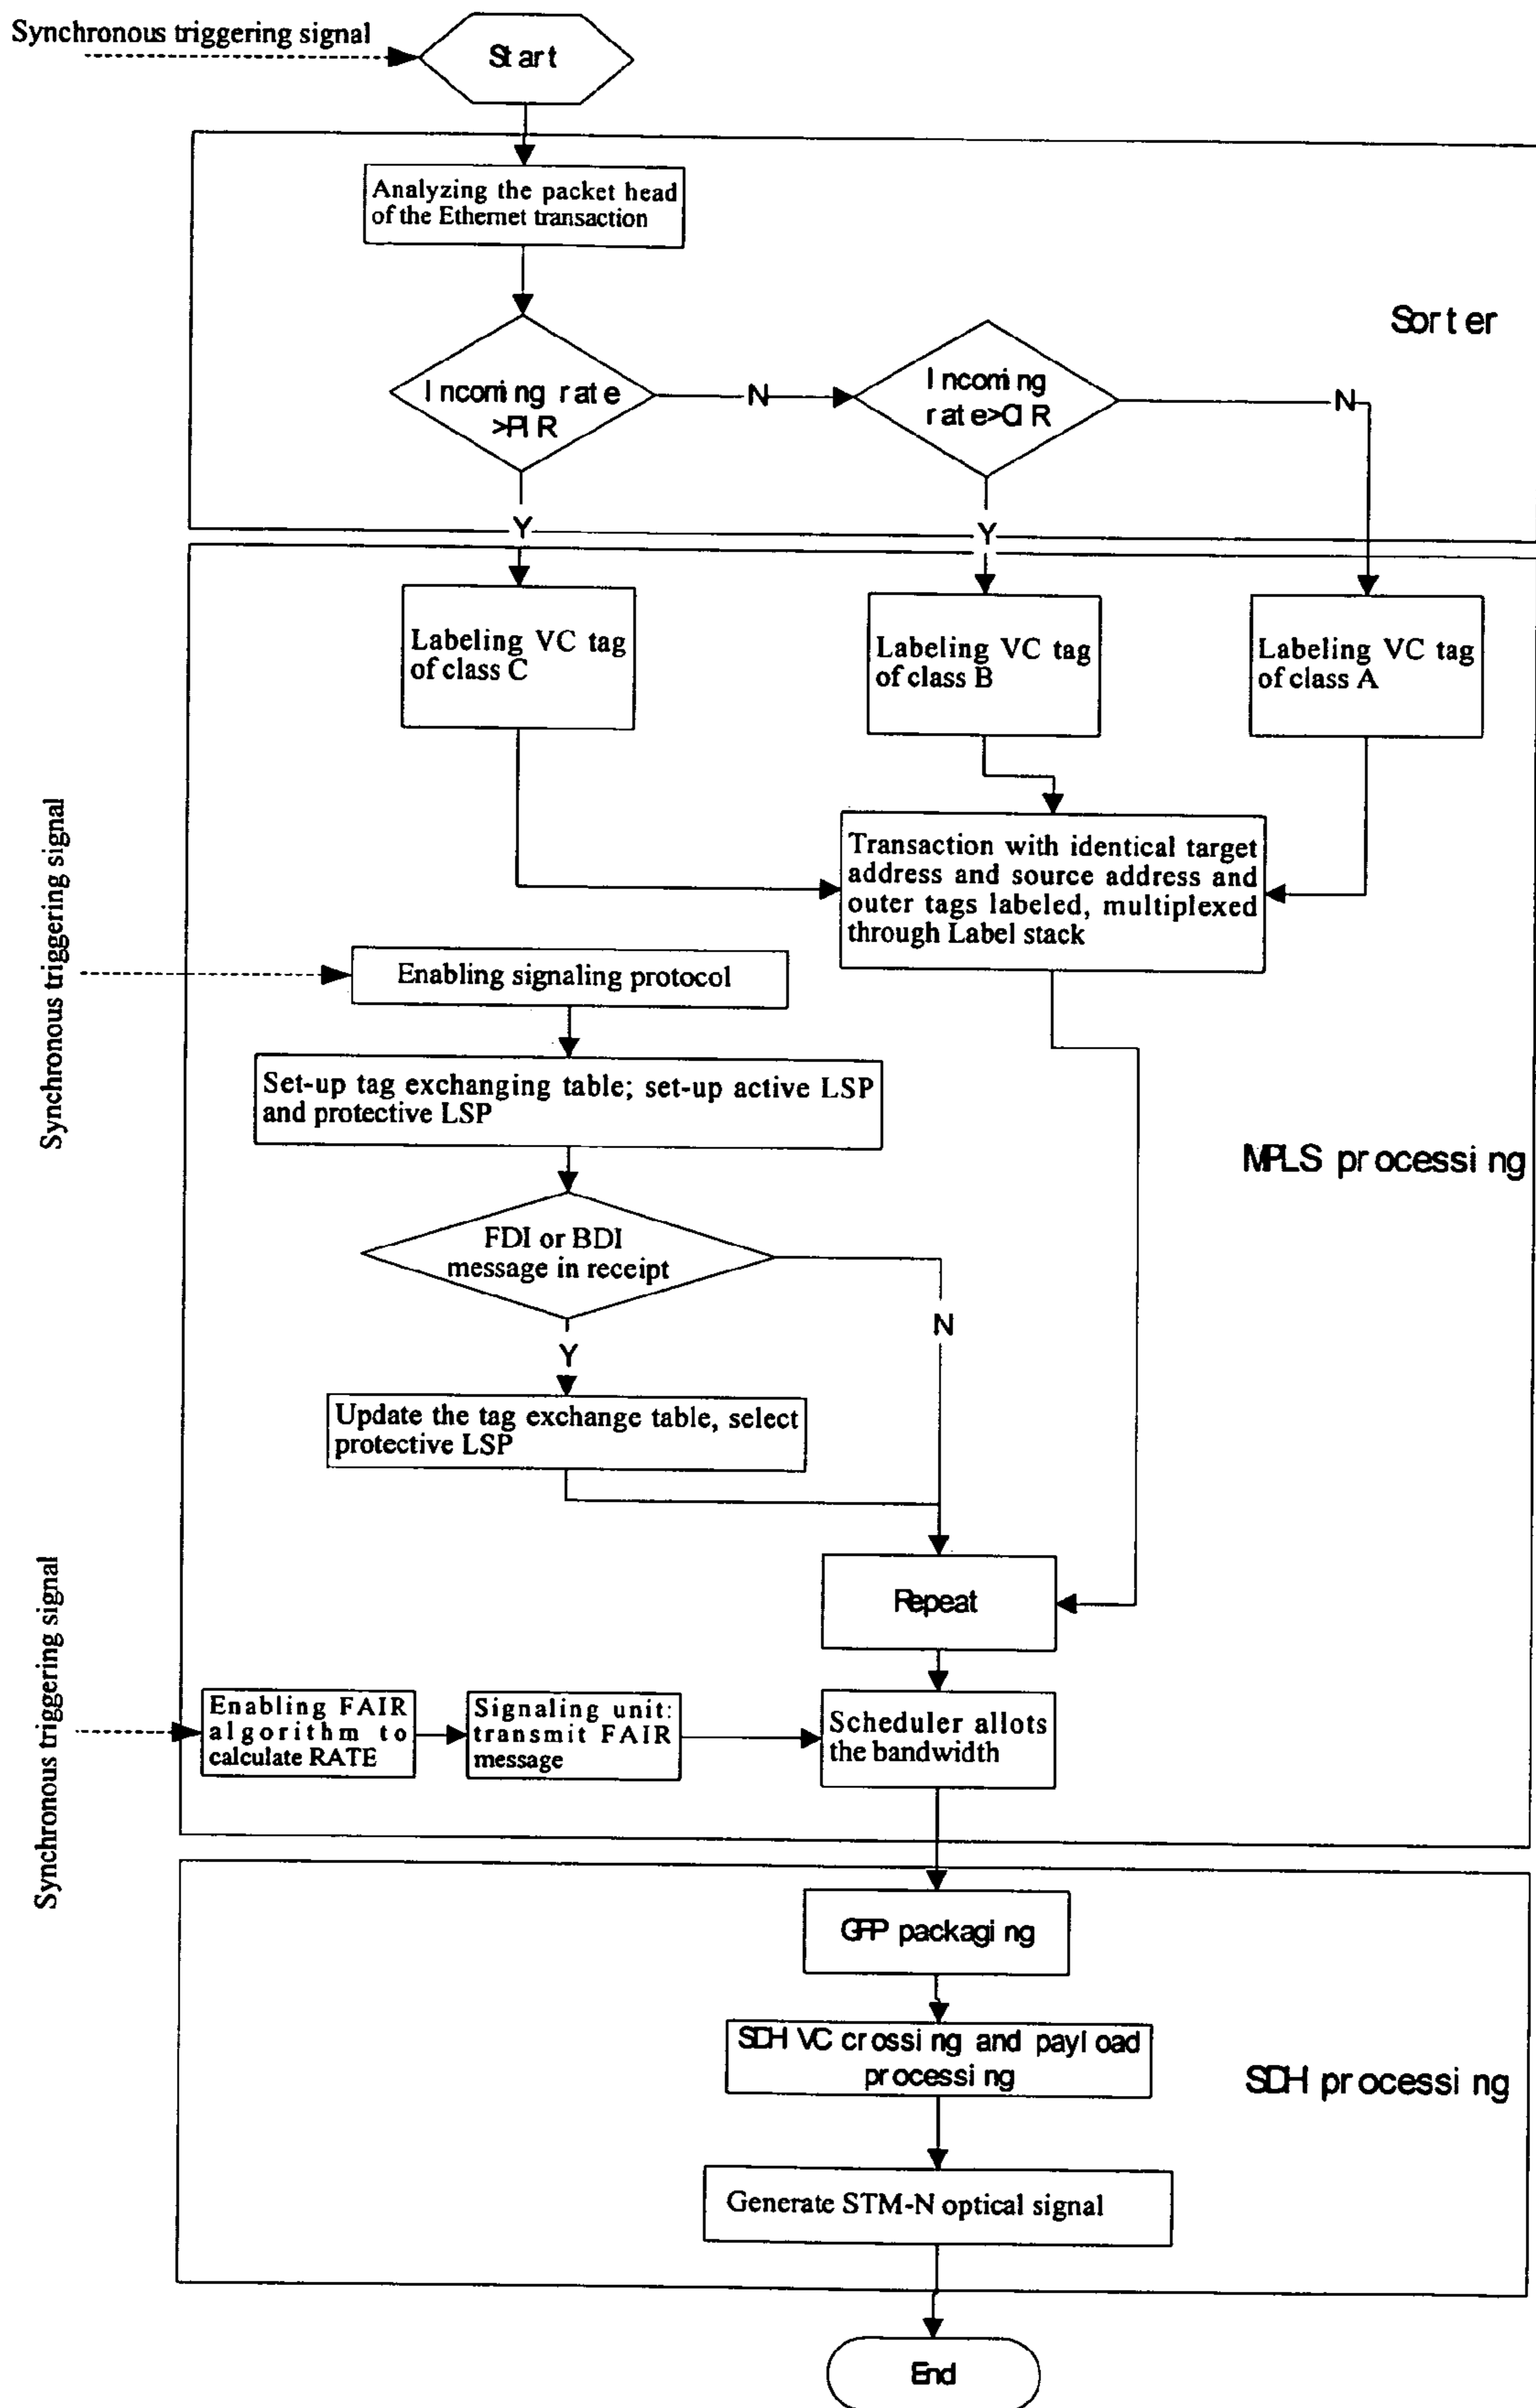 Synchronous triggering signal
Start
Analyzing the packet head
of the Ethernet transaction
Sorter
Incoming rate
>PIR
N
Incoming
rate>CIR
N
Y
Y
Labeling VC tag
of class C
Labeling VC tag
of class B
Labeling VC tag
of class A
Synchronous triggering signal
Transaction with identical target
address and source address and
outer tags labeled, multiplexed
through Label stack
Enabling signaling protocol
Set-up tag exchanging table; set-up active LSP
and protective LSP
MPLS processing
FDI or BDI
message in receipt
N
Y
Update the tag exchange table, select
protective LSP
Synchronous triggering signal
Repeat
Enabling FAIR
algorithm to
calculate RATE
Signaling unit:
transmit FAIR
message
Scheduler allots
the bandwidth
GFP packaging
SDH VC crossing and payload
processing
SDH processing
Generate STM-N optical signal
End